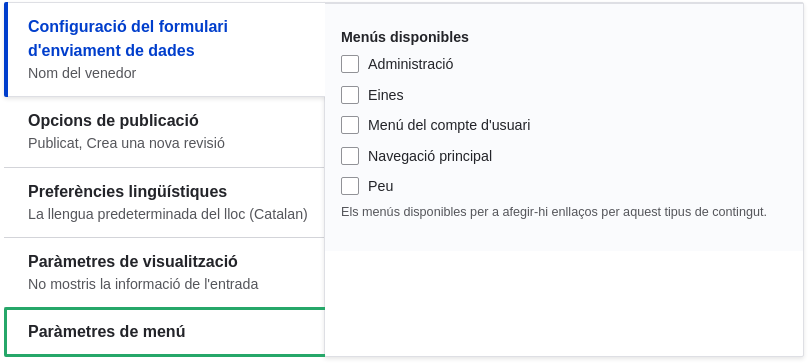 Configuració del formulari
d'enviament de dades
Nom del venedor
Opcions de publicació
Publicat, Crea una nova revisió
Preferències lingüístiques
La llengua predeterminada del lloc (Catalan)
Paràmetres de visualització
No mostris la informació de l'entrada
Paràmetres de menú
Menús disponibles
Administració
Eines
Menú del compte d'usuari
Navegació principal
Peu
Els menús disponibles per a afegir-hi enllaços per aquest tipus de contingut.